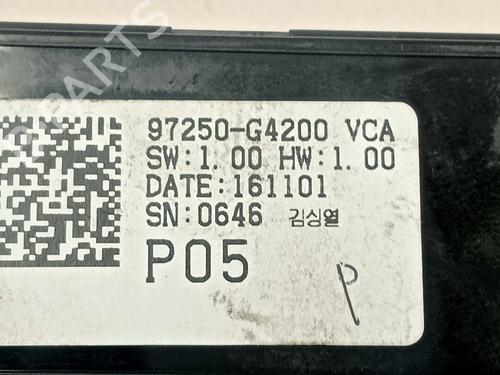 97250-G4200 VCA
SW:1.00 HW:1.00
DATE:161101
SN:0646 김싱열
P05
P